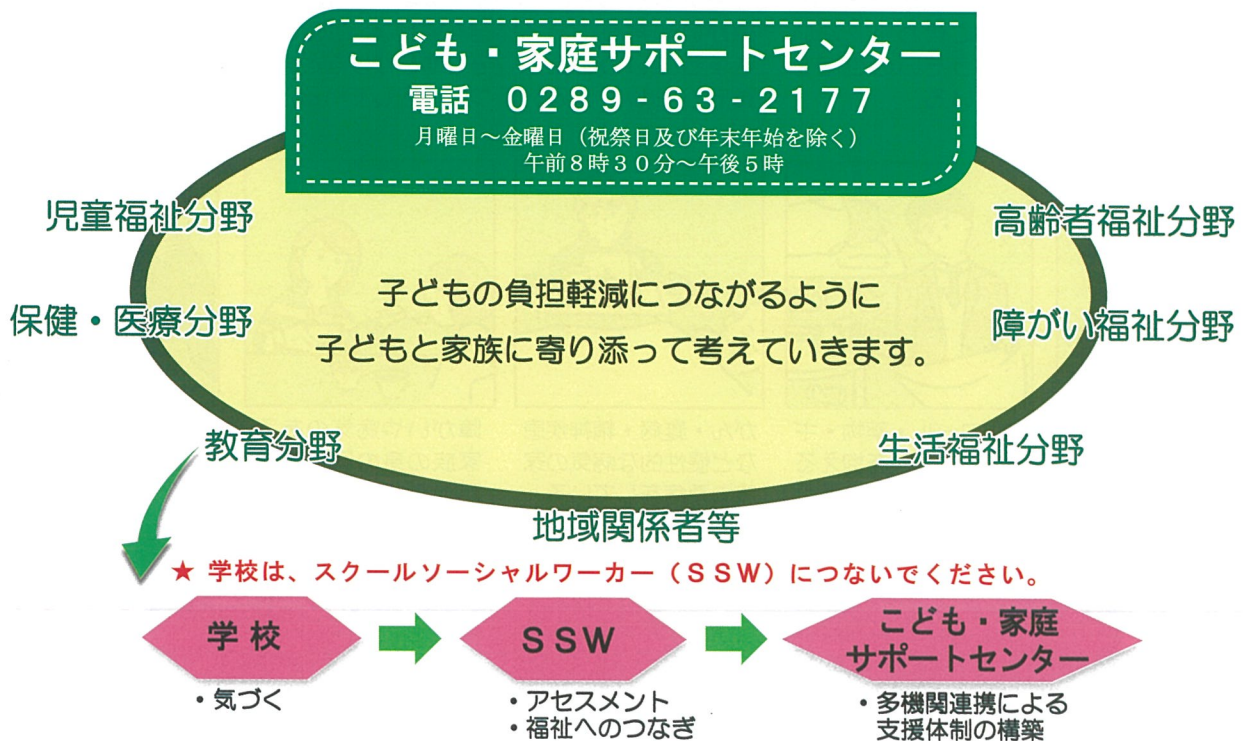 こども・家庭サポートセンター
電話 0289-63-2177
月曜日～金曜日(祝祭日及び年末年始を除く)
午前8時30分～午後5時
児童福祉分野
高齢者福祉分野
子どもの負担軽減につながるように
保健・医療分野
障がい福祉分野
子どもと家族に寄り添って考えていきます。
教育分野
生活福祉分野
地域関係者等
★ 学校は、スクールソーシャルワーカー(SSW)につないでください。
学校
SSW
こども・家庭
サポートセンター
・気づく
・アセスメント
・福祉へのつなぎ
・多機関連携による
支援体制の構築